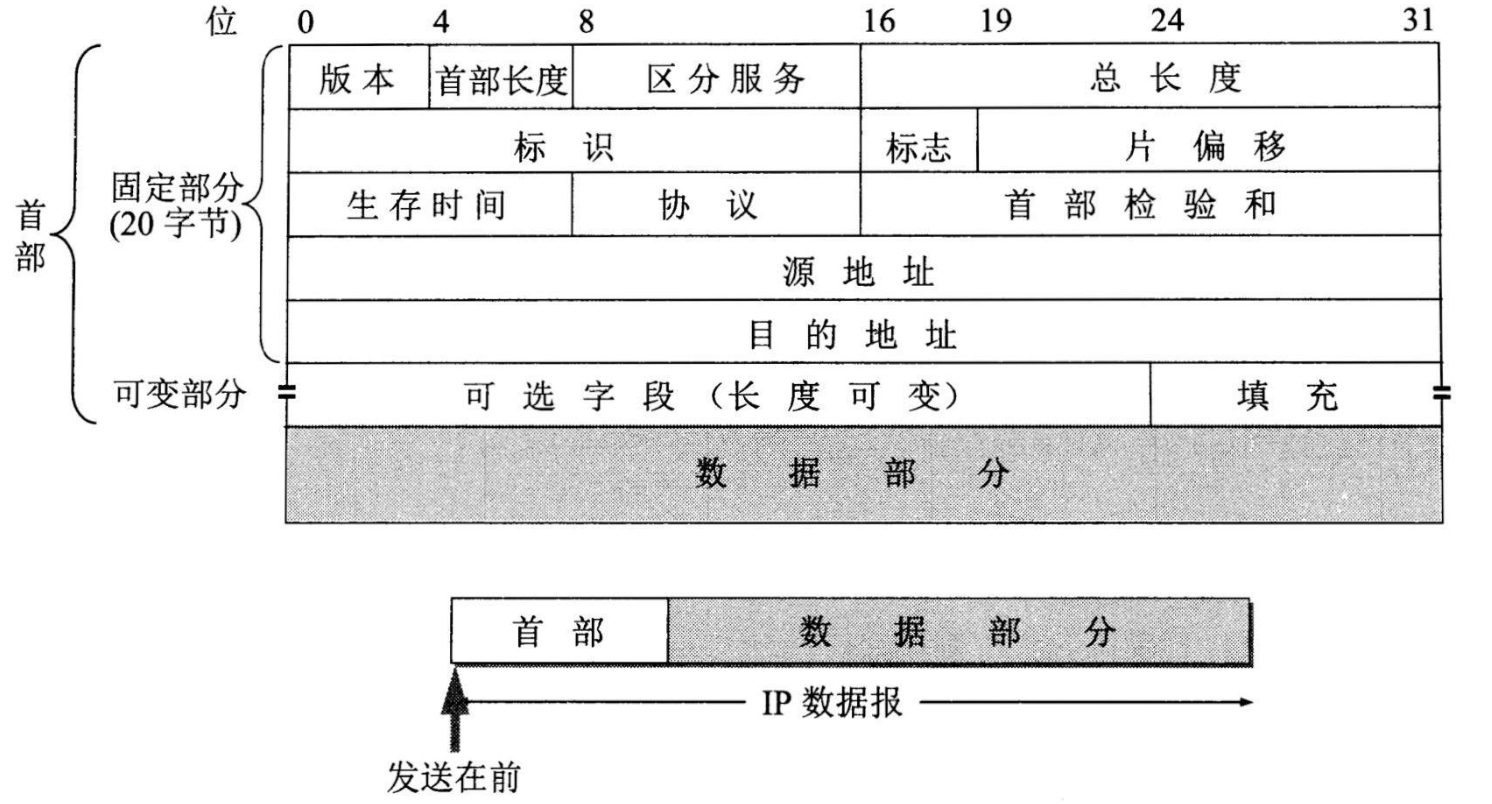 位 0 4 8 16 19 24 31
版本 首部长度 区分服务 总长度
标识 标志 片偏移
固定部分
(20 字节)
首部
生存时间 协议 首部检验和
源地址
目的地址
可变部分 可选字段（长度可变） 填充
数据部分
首部 数据部分
IP 数据报
发送在前